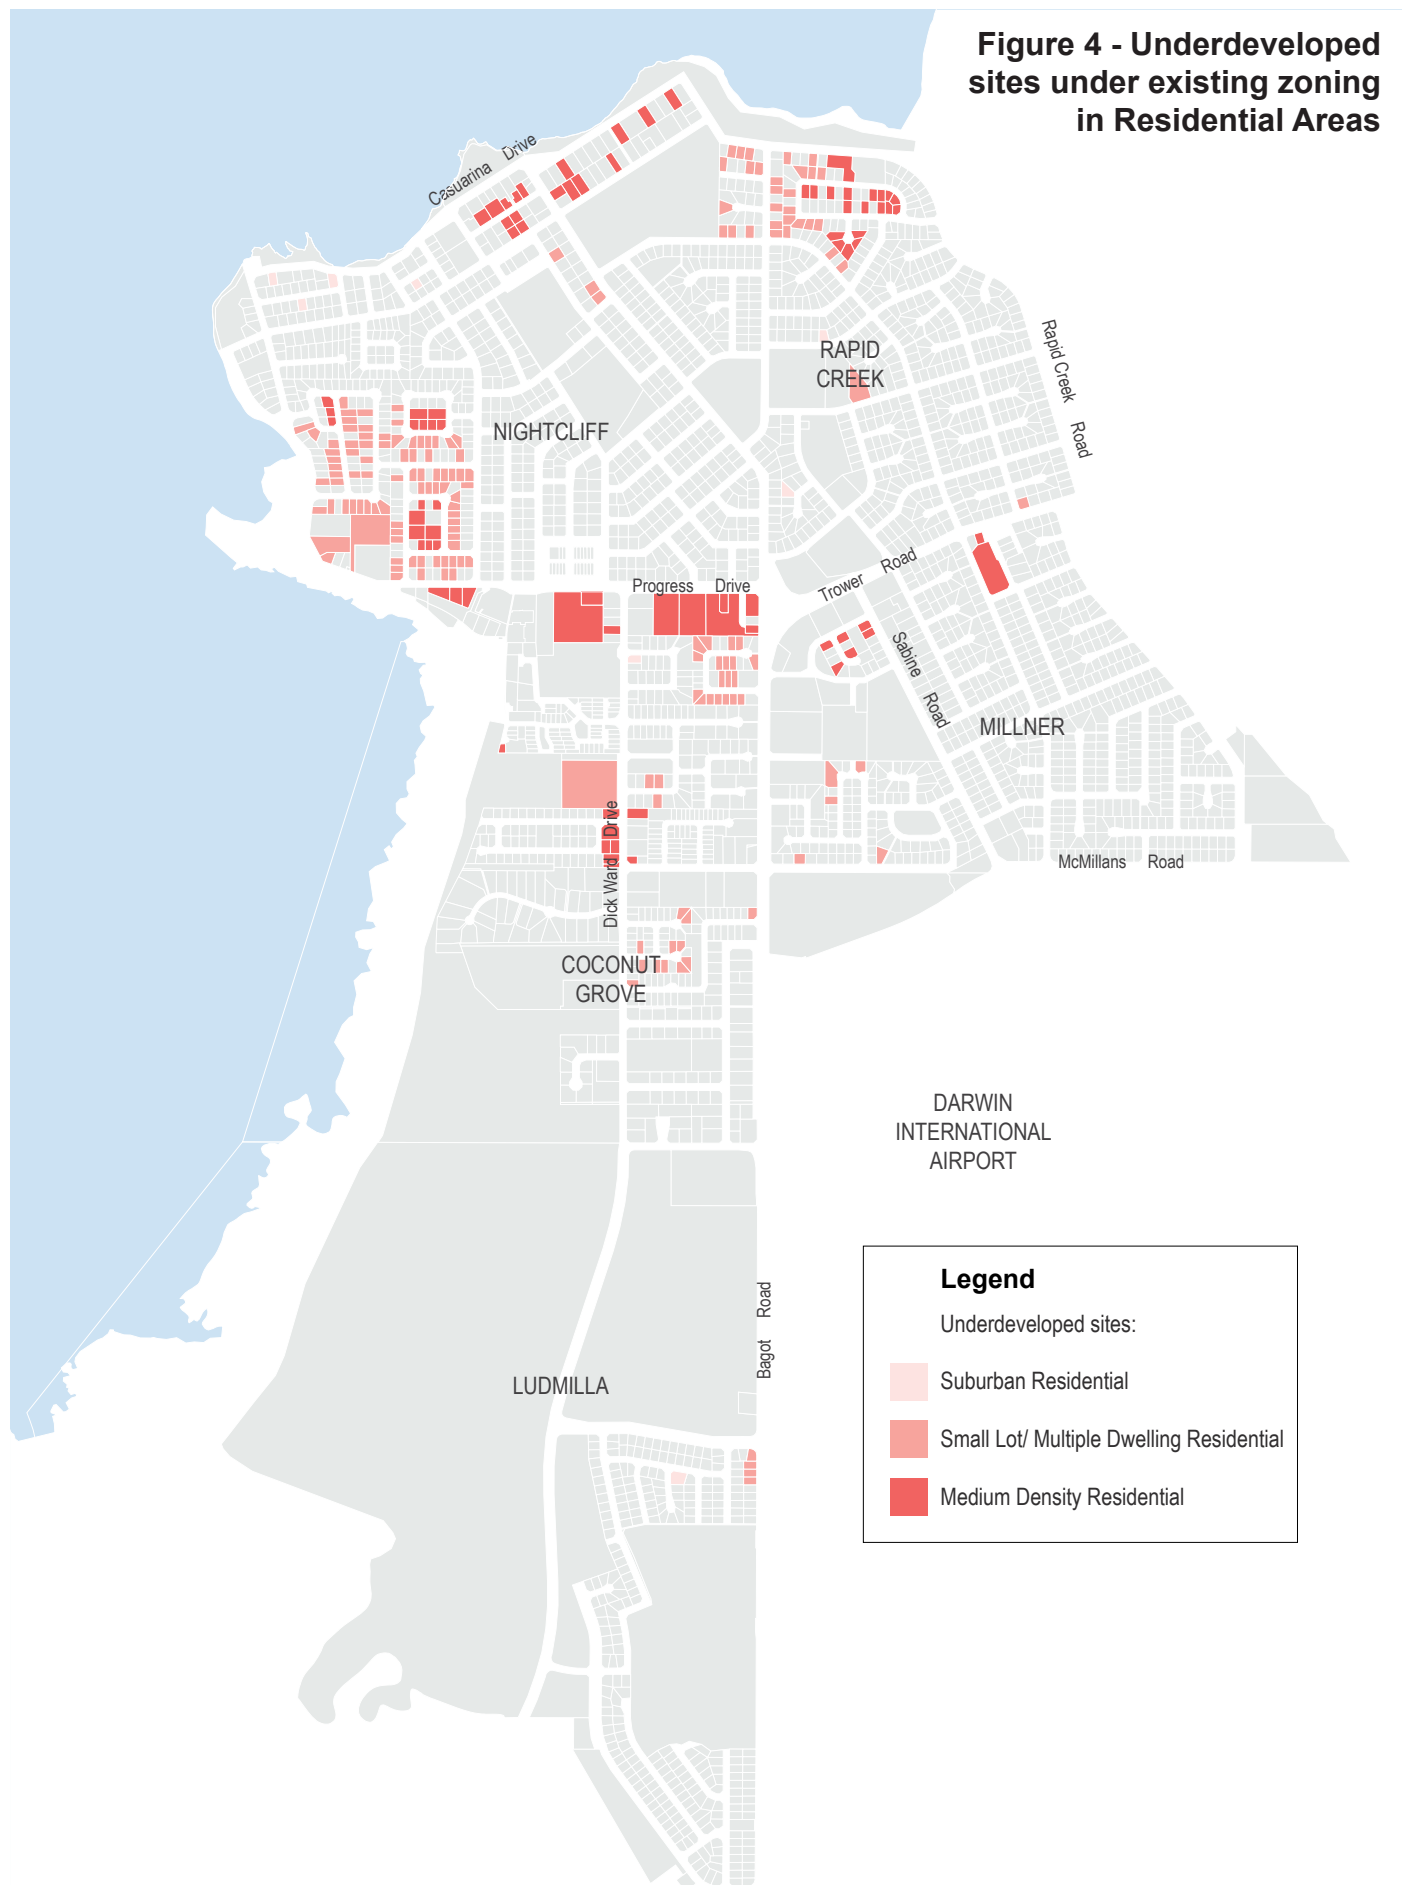 Figure 4 - Underdeveloped
sites under existing zoning
in Residential Areas
Casuarina Drive
RAPID
CREEK
Rapid Creek Road
NIGHTCLIFF
Progress Drive
Trower Road
Sabine Road
MILLNER
Dick Ward Drive
McMillans Road
COCONUT
GROVE
DARWIN
INTERNATIONAL
AIRPORT
Bagot Road
LUDMILLA
Legend
Underdeveloped sites:
Suburban Residential
Small Lot/ Multiple Dwelling Residential
Medium Density Residential